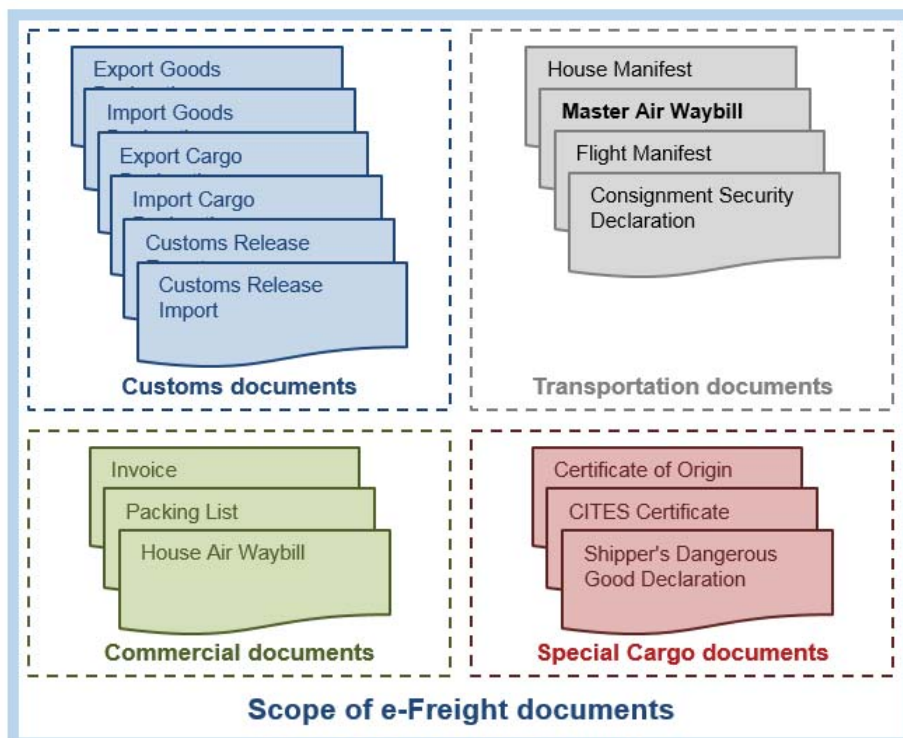 Export Goods
Import Goods
Export Cargo
Import Cargo
Customs Release
Customs Release
Import
Customs documents
House Manifest
Master Air Waybill
Flight Manifest
Consignment Security
Declaration
Transportation documents
Invoice
Packing List
House Air Waybill
Commercial documents
Certificate of Origin
CITES Certificate
Shipper's Dangerous
Good Declaration
Special Cargo documents
Scope of e-Freight documents